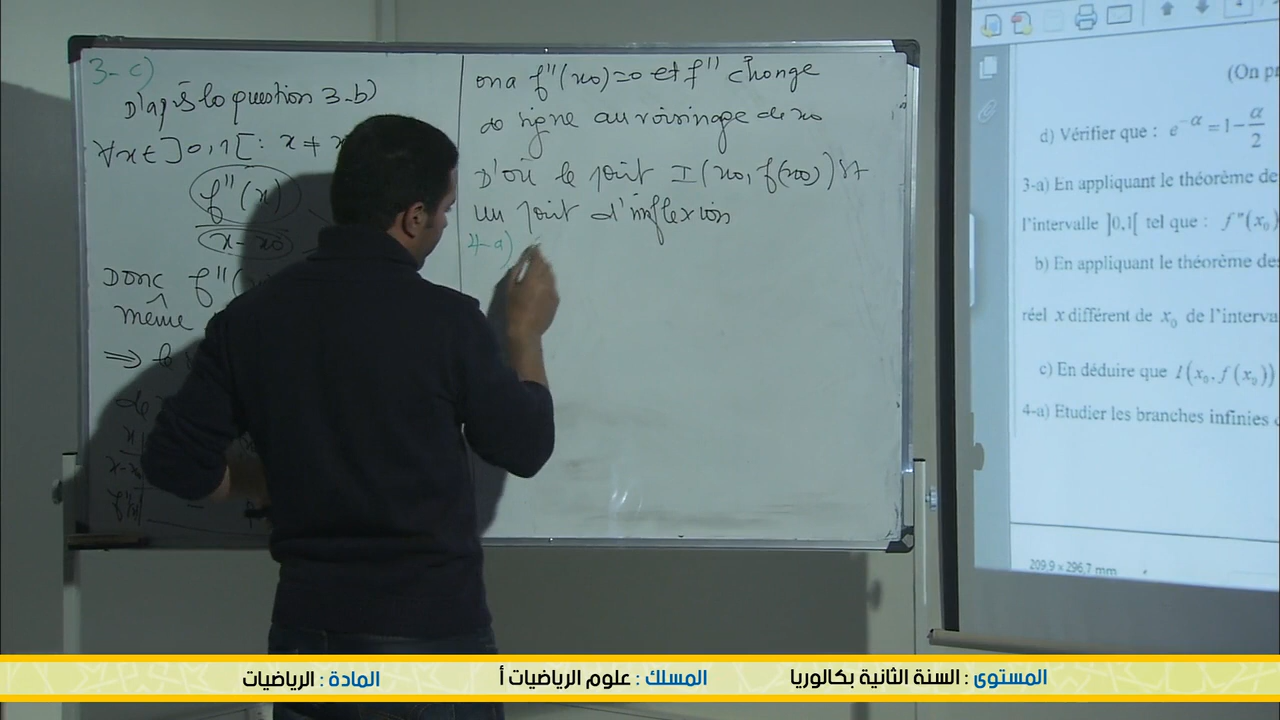 3-c)
D'après la question 3-b)
∀x∈]0,1[ : x ≠
f''(x)
x-x0
Donc f''(
même
⇒
de
x
x-x0
f''(x)
on a f''(x0)=0 et f'' change
de signe au voisinage de x0
D'où le point I(x0, f(x0)) st
un point d'inflexion
4-a)
(On p
d) Vérifier que : e^{-α} = 1 - α/2
3-a) En appliquant le théorème de
l'intervalle ]0,1[ tel que : f''(x0)
b) En appliquant le théorème de
réel x différent de x0 de l'interva
c) En déduire que I(x0, f(x0))
4-a) Etudier les branches infinies
209,9 x 296,7 mm
المستوى : السنة الثانية بكالوريا
المسلك : علوم الرياضيات أ
المادة : الرياضيات